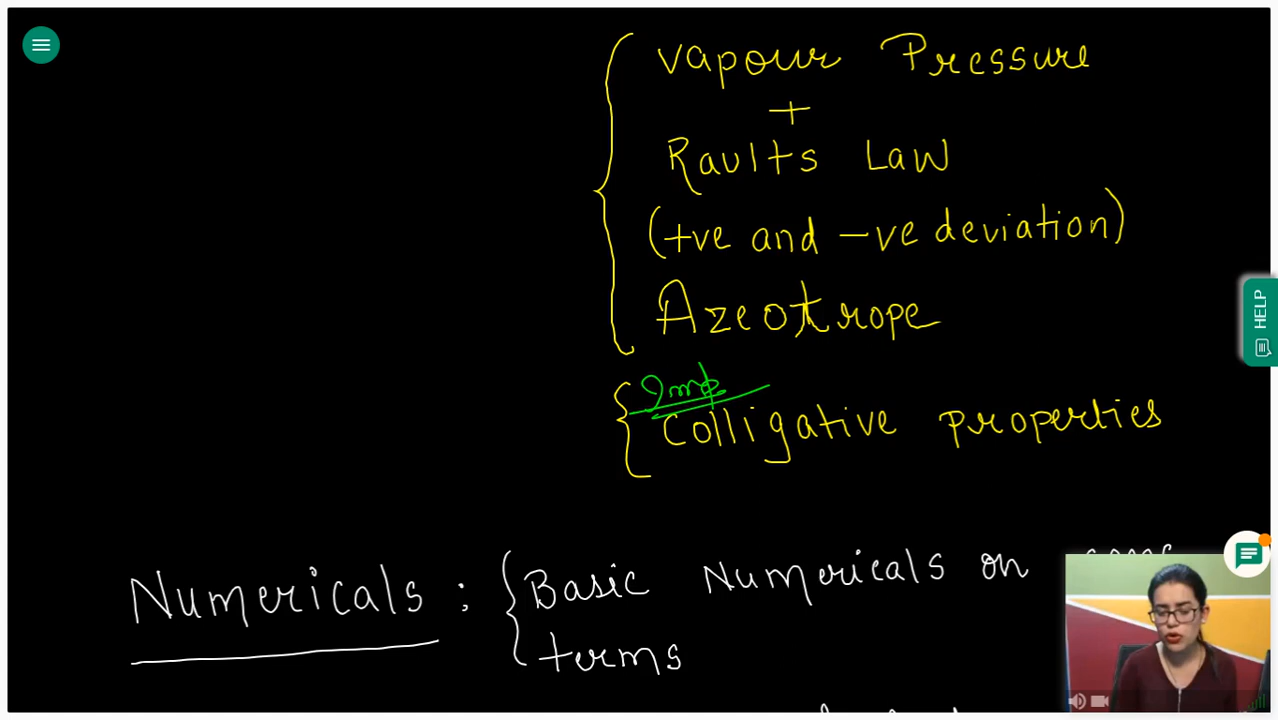 Vapour Pressure
+
Raults Law
(+ve and -ve deviation)
Azeotrope
Imp
Colligative properties
Numericals : Basic Numericals on
terms
HELP